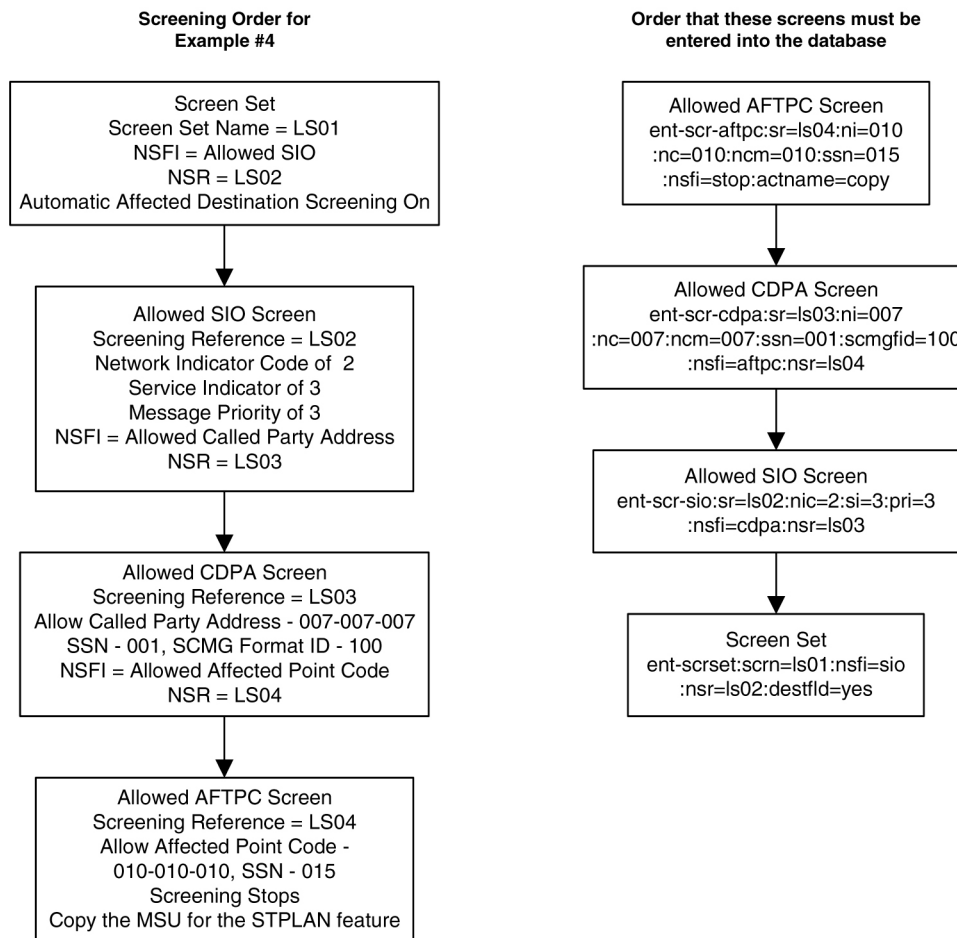 Screening Order for
Example #4
Screen Set
Screen Set Name = LS01
NSFI = Allowed SIO
NSR = LS02
Automatic Affected Destination Screening On
Allowed SIO Screen
Screening Reference = LS02
Network Indicator Code of 2
Service Indicator of 3
Message Priority of 3
NSFI = Allowed Called Party Address
NSR = LS03
Allowed CDPA Screen
Screening Reference = LS03
Allow Called Party Address - 007-007-007
SSN - 001, SCMG Format ID - 100
NSFI = Allowed Affected Point Code
NSR = LS04
Allowed AFTPC Screen
Screening Reference = LS04
Allow Affected Point Code -
010-010-010, SSN - 015
Screening Stops
Copy the MSU for the STPLAN feature
Order that these screens must be
entered into the database
Allowed AFTPC Screen
ent-scr-aftpc:sr=ls04:ni=010
:nc=010:ncm=010:ssn=015
:nsfi=stop:actname=copy
Allowed CDPA Screen
ent-scr-cdpa:sr=ls03:ni=007
:nc=007:ncm=007:ssn=001:scmgfid=100
:nsfi=aftpc:nsr=ls04
Allowed SIO Screen
ent-scr-sio:sr=ls02:nic=2:si=3:pri=3
:nsfi=cdpa:nsr=ls03
Screen Set
ent-scrset:scrn=ls01:nsfi=sio
:nsr=ls02:destfld=yes